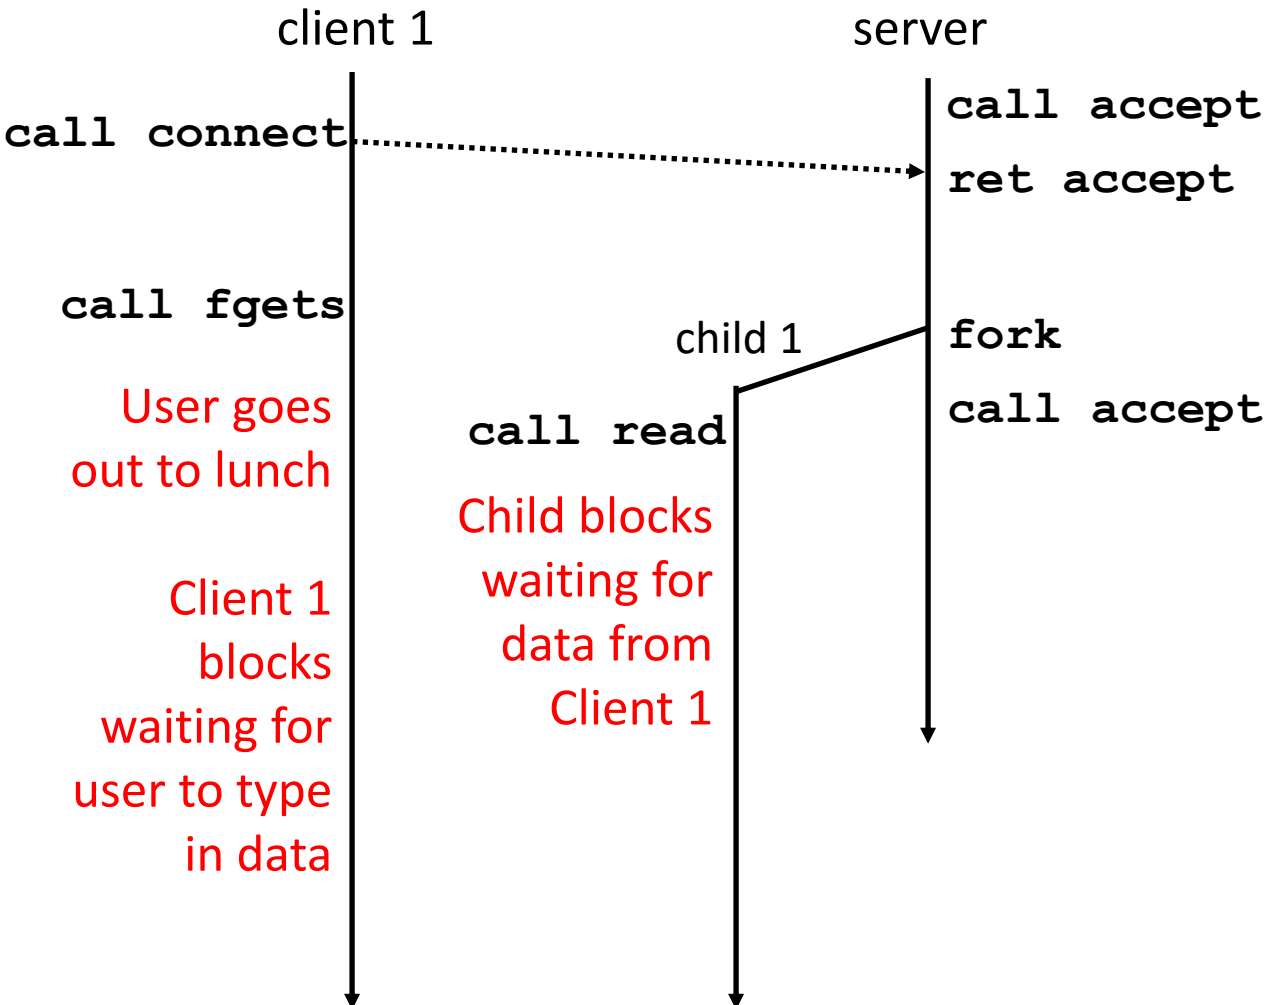 client 1
server
call accept
call connect
ret accept
call fgets
child 1
fork
User goes
out to lunch
call accept
call read
Child blocks
waiting for
data from
Client 1
Client 1
blocks
waiting for
user to type
in data